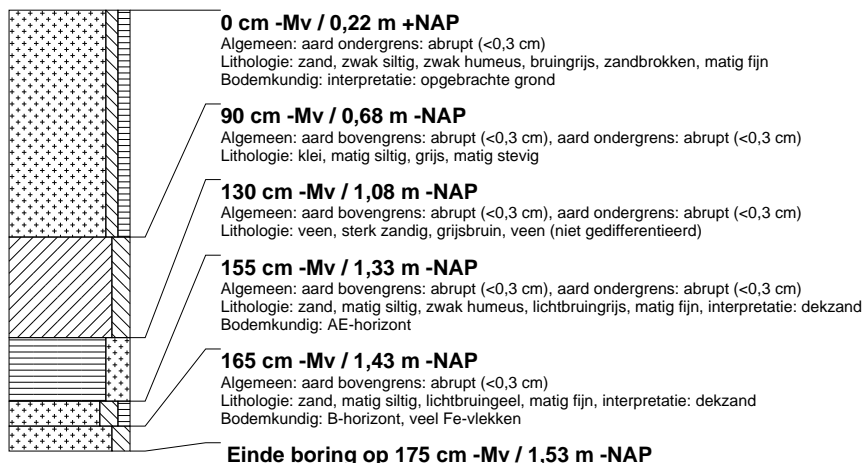 0 cm -Mv / 0,22 m +NAP
Algemeen: aard ondergrens: abrupt (<0,3 cm)
Lithologie: zand, zwak siltig, zwak humeus, bruingrijs, zandbrokken, matig fijn
Bodemkundig: interpretatie: opgebrachte grond
90 cm -Mv / 0,68 m -NAP
Algemeen: aard bovengrens: abrupt (<0,3 cm), aard ondergrens: abrupt (<0,3 cm)
Lithologie: klei, matig siltig, grijs, matig stevig
130 cm -Mv / 1,08 m -NAP
Algemeen: aard bovengrens: abrupt (<0,3 cm), aard ondergrens: abrupt (<0,3 cm)
Lithologie: veen, sterk zandig, grijsbruin, veen (niet gedifferentieerd)
155 cm -Mv / 1,33 m -NAP
Algemeen: aard bovengrens: abrupt (<0,3 cm), aard ondergrens: abrupt (<0,3 cm)
Lithologie: zand, matig siltig, zwak humeus, lichtbruingrijs, matig fijn, interpretatie: dekzand
Bodemkundig: AE-horizont
165 cm -Mv / 1,43 m -NAP
Algemeen: aard bovengrens: abrupt (<0,3 cm)
Lithologie: zand, matig siltig, lichtbruingeel, matig fijn, interpretatie: dekzand
Bodemkundig: B-horizont, veel Fe-vlekken
Einde boring op 175 cm -Mv / 1,53 m -NAP